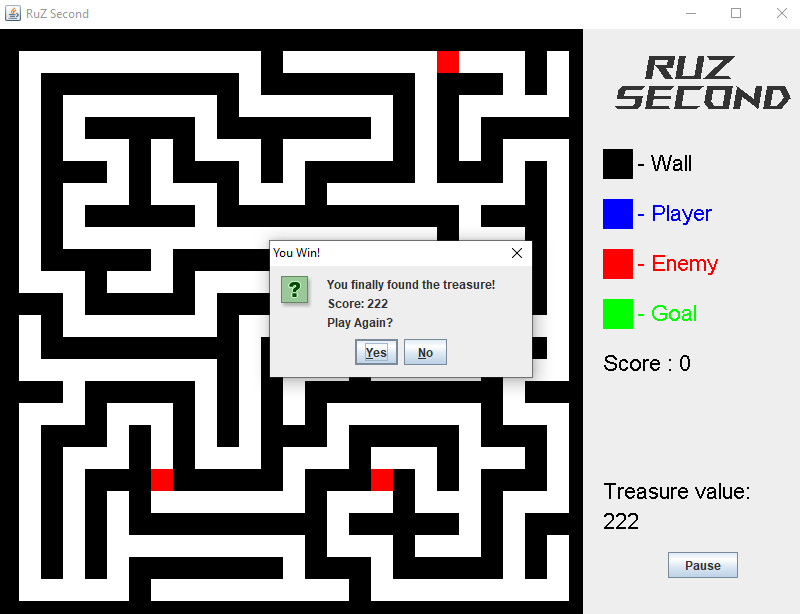 RuZ Second
RUZ
SECOND
- Wall
- Player
- Enemy
- Goal
Score : 0
You Win!
?
You finally found the treasure!
Score: 222
Play Again?
Yes No
Treasure value:
222
Pause